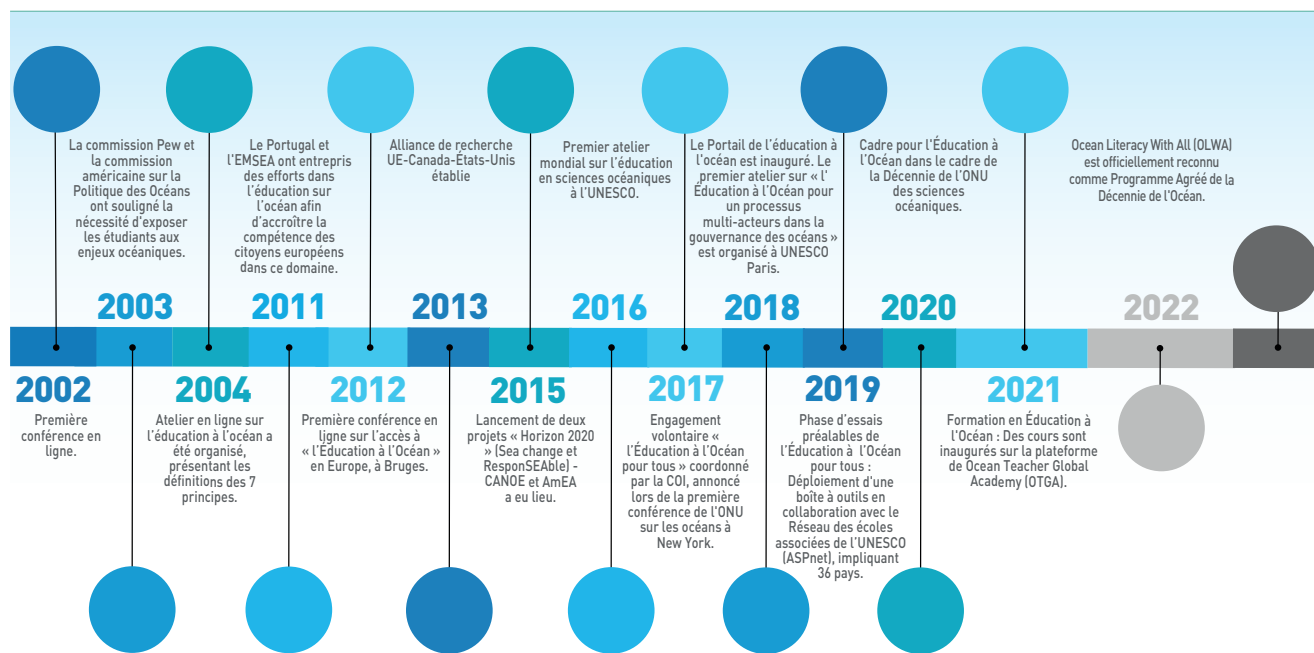 La commission Pew et
la commission
américaine sur la
Politique des Océans
ont souligné la
nécessité d'exposer
les étudiants aux
enjeux océaniques.
2003
Le Portugal et
l'EMSEA ont entrepris
des efforts dans
l'éducation sur
l'océan afin
d'accroître la
compétence des
citoyens européens
dans ce domaine.
2011
Alliance de recherche
UE-Canada-États-Unis
établie
2013
Premier atelier
mondial sur l'éducation
en sciences océaniques
à l'UNESCO.
2016
Le Portail de l'éducation à
l'océan est inauguré. Le
premier atelier sur « l'
Éducation à l'Océan pour
un processus
multi-acteurs dans la
gouvernance des océans »
est organisé à UNESCO
Paris.
2018
Cadre pour l'Éducation à
l'Océan dans le cadre de
la Décennie de l'ONU
des sciences
océaniques.
2020
Ocean Literacy With All (OLWA)
est officiellement reconnu
comme Programme Agréé de la
Décennie de l'Océan.
2022
2002
Première
conférence en
ligne.
2004
Atelier en ligne sur
l'éducation à l'océan a
été organisé,
présentant les
définitions des 7
principes.
2012
Première conférence en
ligne sur l'accès à
« l'Éducation à l'Océan »
en Europe, à Bruges.
2015
Lancement de deux
projets « Horizon 2020
» (Sea change et
ResponSEAble) -
CANOE et AmEA
a eu lieu.
2017
Engagement
volontaire «
l'Éducation à l'Océan
pour tous » coordonné
par la COI, annoncé
lors de la première
conférence de l'ONU
sur les océans à
New York.
2019
Phase d'essais
préalables de
l'Éducation à l'Océan
pour tous :
Déploiement d'une
boîte à outils en
collaboration avec le
Réseau des écoles
associées de l'UNESCO
(ASPnet), impliquant
36 pays.
2021
Formation en Éducation à
l'Océan : Des cours sont
inaugurés sur la plateforme
de Ocean Teacher Global
Academy (OTGA).